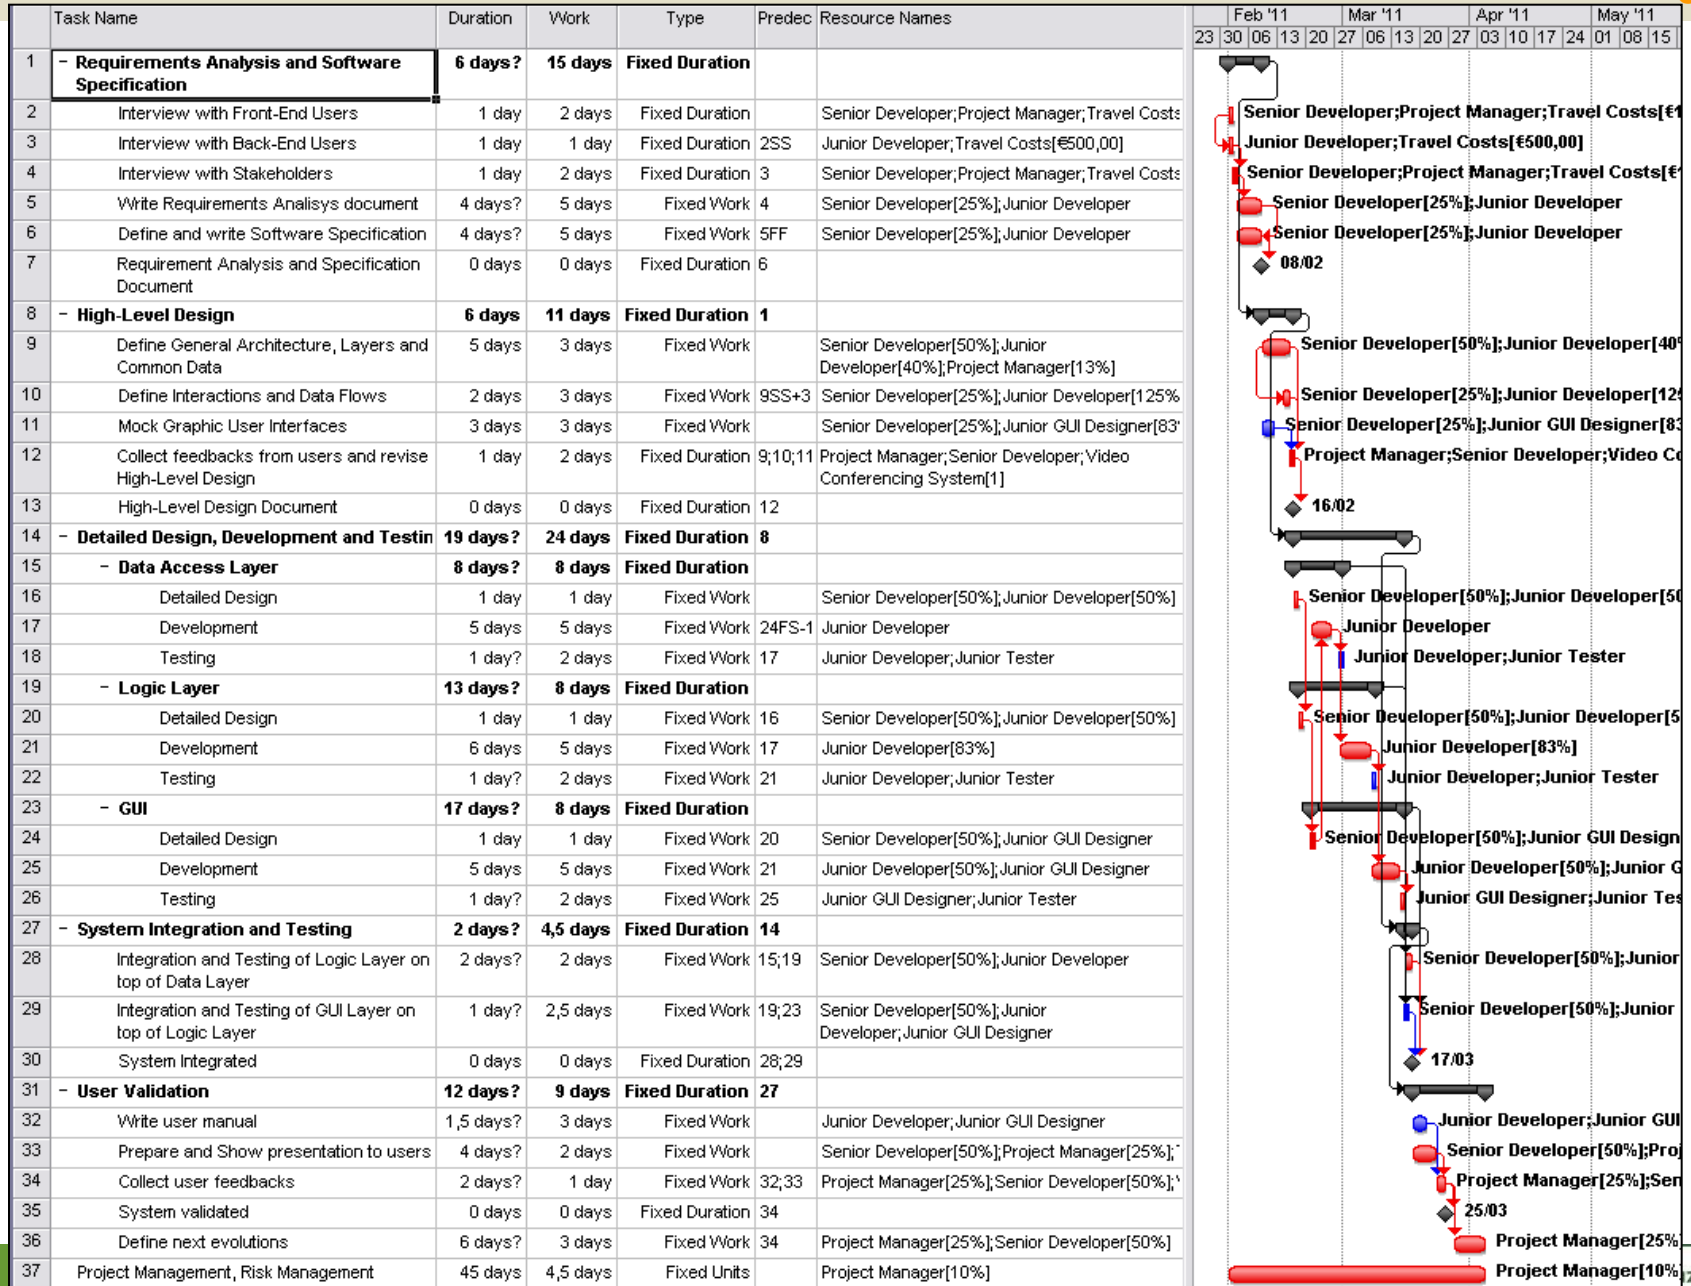 Task Name Duration Work Type Predec Resource Names Feb '11 Mar '11 Apr '11 May '11
23 30 06 13 20 27 06 13 20 27 03 10 17 24 01 08 15
1 − Requirements Analysis and Software 6 days? 15 days Fixed Duration
Specification
2 Interview with Front-End Users 1 day 2 days Fixed Duration Senior Developer;Project Manager;Travel Costs Senior Developer;Project Manager;Travel Costs[€1
3 Interview with Back-End Users 1 day 1 day Fixed Duration 2SS Junior Developer;Travel Costs[€500,00] Junior Developer;Travel Costs[€500,00]
4 Interview with Stakeholders 1 day 2 days Fixed Duration 3 Senior Developer;Project Manager;Travel Costs Senior Developer;Project Manager;Travel Costs[€
5 Write Requirements Analisys document 4 days? 5 days Fixed Work 4 Senior Developer[25%];Junior Developer Senior Developer[25%];Junior Developer
6 Define and write Software Specification 4 days? 5 days Fixed Work 5FF Senior Developer[25%];Junior Developer Senior Developer[25%];Junior Developer
7 Requirement Analysis and Specification 0 days 0 days Fixed Duration 6 08/02
Document
8 − High-Level Design 6 days 11 days Fixed Duration 1
9 Define General Architecture, Layers and 5 days 3 days Fixed Work Senior Developer[50%];Junior Senior Developer[50%];Junior Developer[40%
Common Data Developer[40%];Project Manager[13%]
10 Define Interactions and Data Flows 2 days 3 days Fixed Work 9SS+3 Senior Developer[25%];Junior Developer[125% Senior Developer[25%];Junior Developer[12
11 Mock Graphic User Interfaces 3 days 3 days Fixed Work Senior Developer[25%];Junior GUI Designer[83 Senior Developer[25%];Junior GUI Designer[83
12 Collect feedbacks from users and revise 1 day 2 days Fixed Duration 9;10;11 Project Manager;Senior Developer;Video Project Manager;Senior Developer;Video Co
High-Level Design Conferencing System[1]
13 High-Level Design Document 0 days 0 days Fixed Duration 12 16/02
14 − Detailed Design, Development and Testin 19 days? 24 days Fixed Duration 8
15 − Data Access Layer 8 days? 8 days Fixed Duration
16 Detailed Design 1 day 1 day Fixed Work Senior Developer[50%];Junior Developer[50%] Senior Developer[50%];Junior Developer[50
17 Development 5 days 5 days Fixed Work 24FS-1 Junior Developer Junior Developer
18 Testing 1 day? 2 days Fixed Work 17 Junior Developer;Junior Tester Junior Developer;Junior Tester
19 − Logic Layer 13 days? 8 days Fixed Duration
20 Detailed Design 1 day 1 day Fixed Work 16 Senior Developer[50%];Junior Developer[50%] Senior Developer[50%];Junior Developer[5
21 Development 6 days 5 days Fixed Work 17 Junior Developer[83%] Junior Developer[83%]
22 Testing 1 day? 2 days Fixed Work 21 Junior Developer;Junior Tester Junior Developer;Junior Tester
23 − GUI 17 days? 8 days Fixed Duration
24 Detailed Design 1 day 1 day Fixed Work 20 Senior Developer[50%];Junior GUI Designer Senior Developer[50%];Junior GUI Design
25 Development 5 days 5 days Fixed Work 21 Junior Developer[50%];Junior GUI Designer Junior Developer[50%];Junior G
26 Testing 1 day? 2 days Fixed Work 25 Junior GUI Designer;Junior Tester Junior GUI Designer;Junior Tes
27 − System Integration and Testing 2 days? 4,5 days Fixed Duration 14
28 Integration and Testing of Logic Layer on 2 days? 2 days Fixed Work 15;19 Senior Developer[50%];Junior Developer Senior Developer[50%];Junior
top of Data Layer
29 Integration and Testing of GUI Layer on 1 day? 2,5 days Fixed Work 19;23 Senior Developer[50%];Junior Senior Developer[50%];Junior
top of Logic Layer Developer;Junior GUI Designer
30 System Integrated 0 days 0 days Fixed Duration 28;29 17/03
31 − User Validation 12 days? 9 days Fixed Duration 27
32 Write user manual 1,5 days? 3 days Fixed Work Junior Developer;Junior GUI Designer Junior Developer;Junior GUI
33 Prepare and Show presentation to users 4 days? 2 days Fixed Work Senior Developer[50%];Project Manager[25%]; Senior Developer[50%];Proj
34 Collect user feedbacks 2 days? 1 day Fixed Work 32;33 Project Manager[25%];Senior Developer[50%]; Project Manager[25%];Sen
35 System validated 0 days 0 days Fixed Duration 34 25/03
36 Define next evolutions 6 days? 3 days Fixed Work 34 Project Manager[25%];Senior Developer[50%] Project Manager[25%]
37 Project Management, Risk Management 45 days 4,5 days Fixed Units Project Manager[10%] Project Manager[10%]